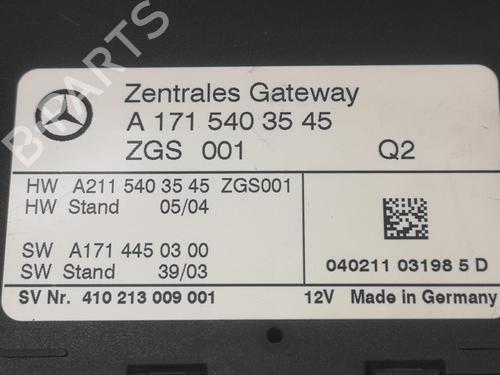 Zentrales Gateway
A 171 540 35 45
ZGS 001 Q2
HW A211 540 35 45 ZGS001
HW Stand 05/04
SW A171 445 03 00
SW Stand 39/03
040211 03198 5 D
SV Nr. 410 213 009 001 12V Made in Germany
B-PARTS